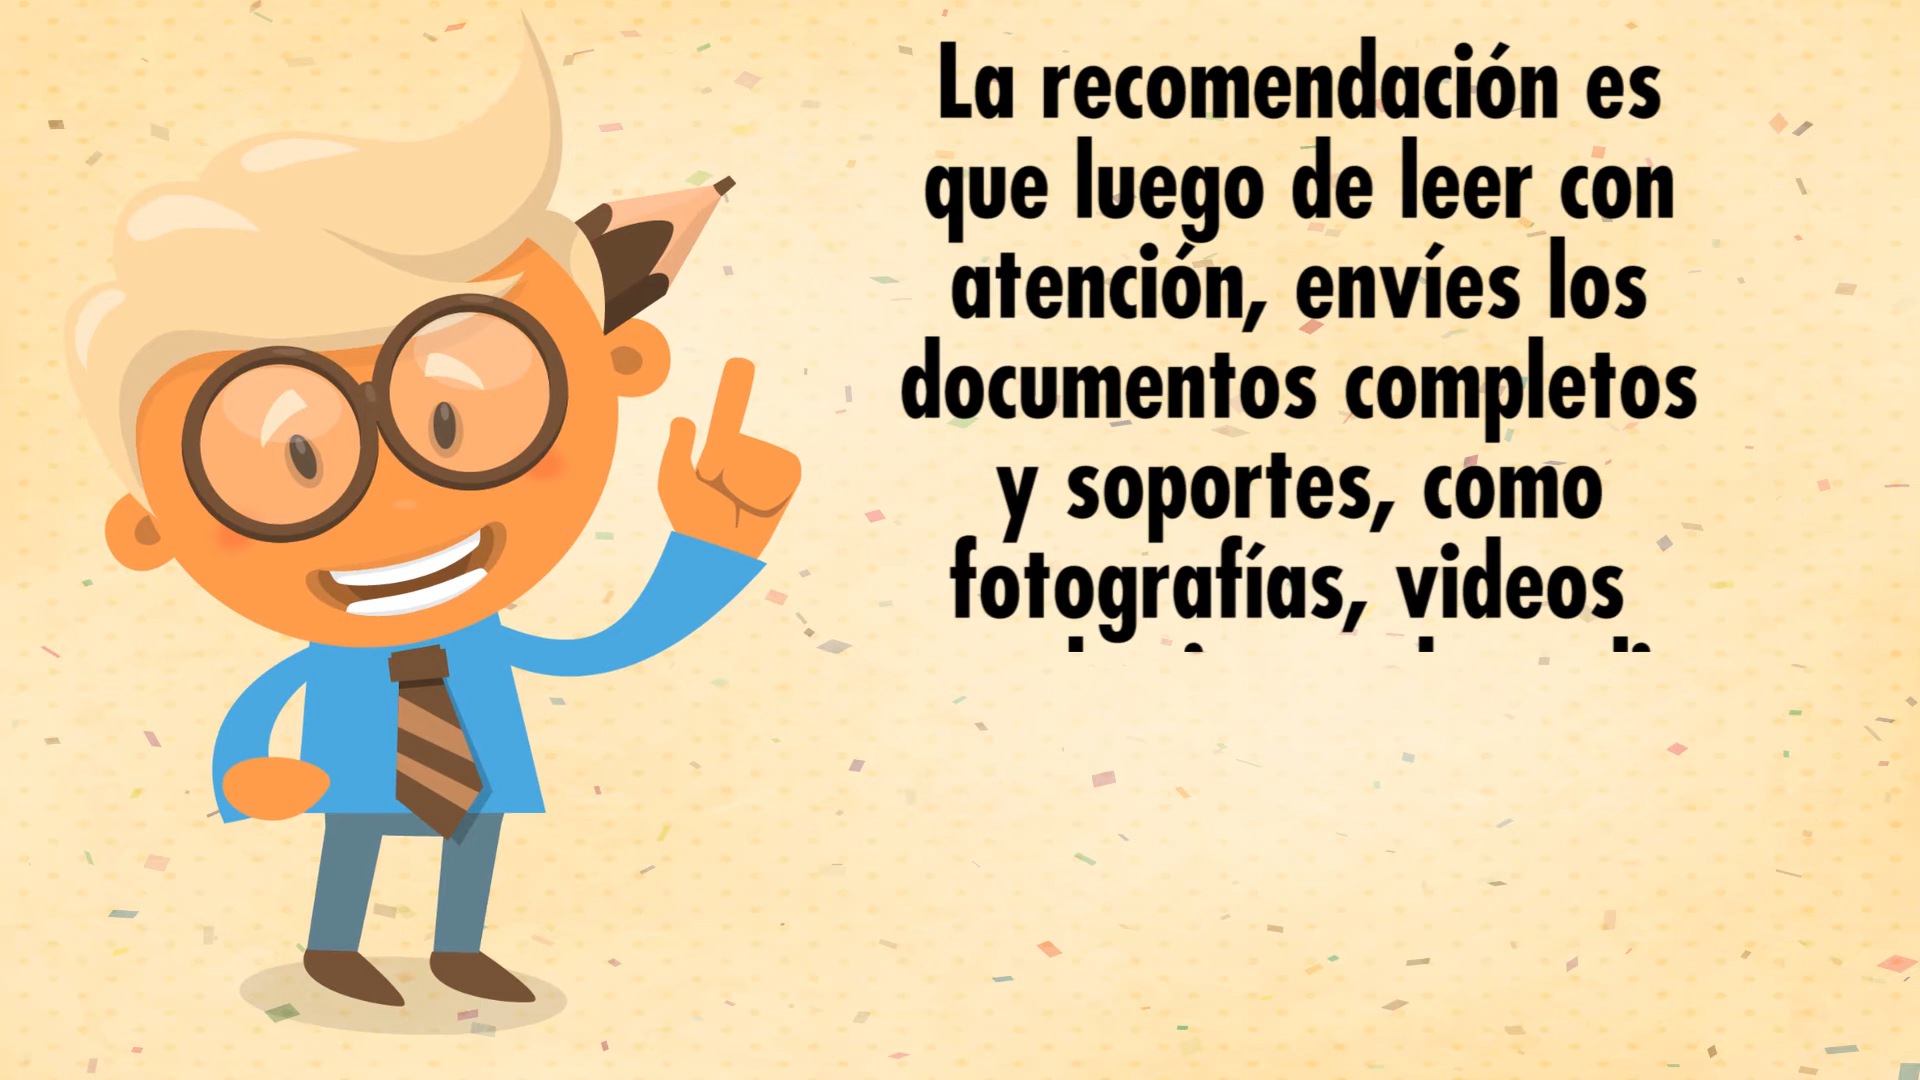 La recomendación es
que luego de leer con
atención, envíes los
documentos completos
y soportes, como
fotografías, videos